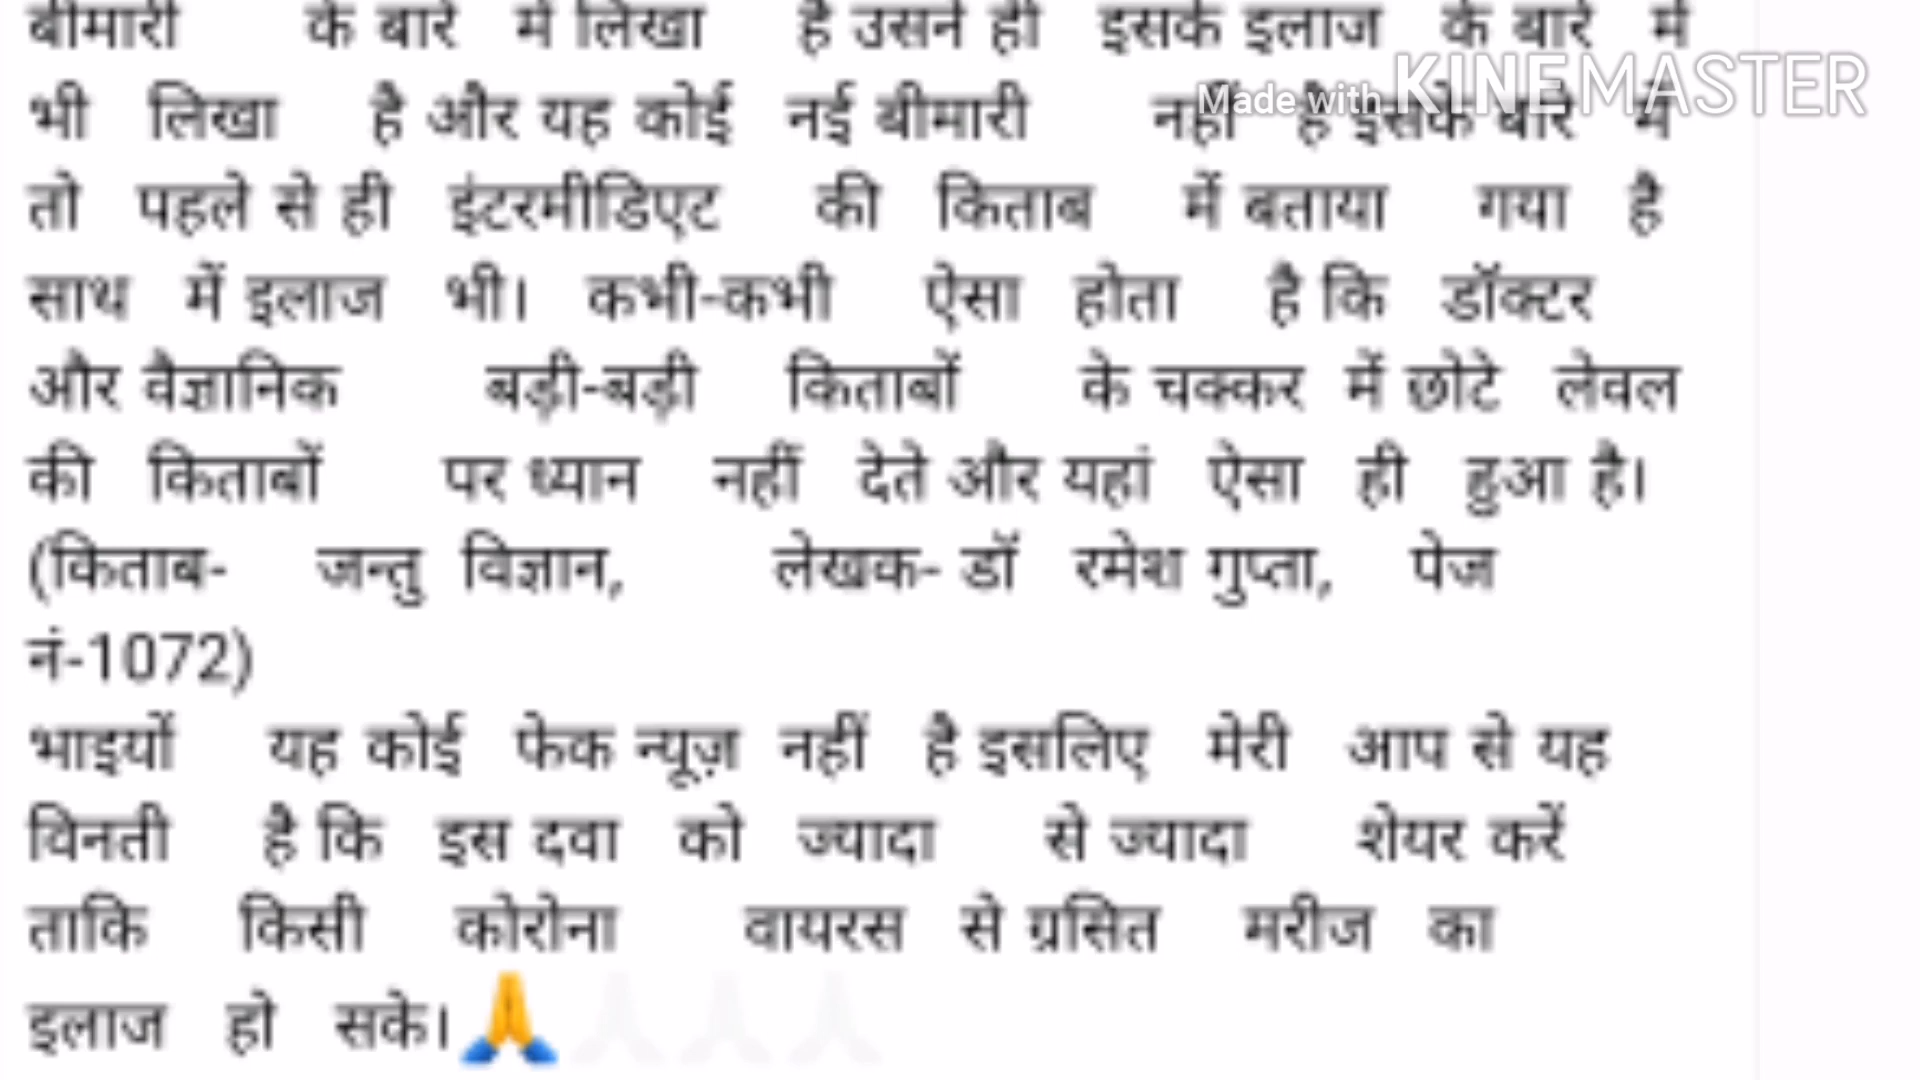 बीमारी के बारे में लिखा है उसने ही इसके इलाज के बारे में
Made with KINEMASTER
भी लिखा है और यह कोई नई बीमारी नहीं है इसके बारे में
तो पहले से ही इंटरमीडिएट की किताब में बताया गया है
साथ में इलाज भी। कभी-कभी ऐसा होता है कि डॉक्टर
और वैज्ञानिक बड़ी-बड़ी किताबों के चक्कर में छोटे लेवल
की किताबों पर ध्यान नहीं देते और यहां ऐसा ही हुआ है।
(किताब- जन्तु विज्ञान, लेखक- डॉ रमेश गुप्ता, पेज
नं-1072)
भाइयों यह कोई फेक न्यूज़ नहीं है इसलिए मेरी आप से यह
विनती है कि इस दवा को ज्यादा से ज्यादा शेयर करें
ताकि किसी कोरोना वायरस से ग्रसित मरीज का
इलाज हो सके।🙏